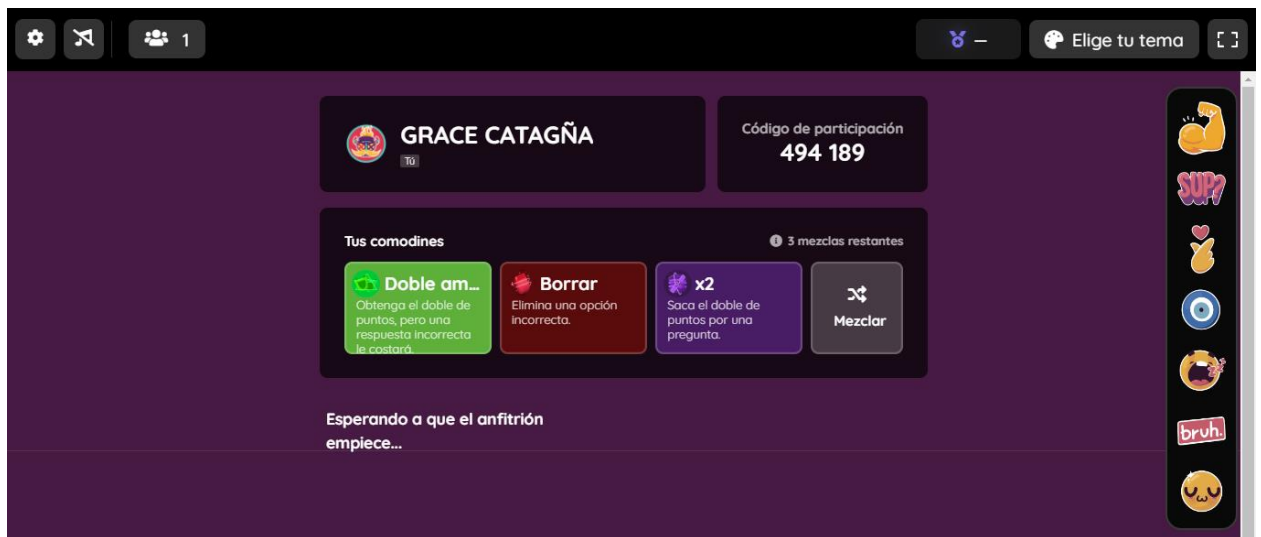 1
–
Elige tu tema
GRACE CATAGÑA
Tú
Código de participación
494 189
Tus comodines
3 mezclas restantes
Doble am...
Obtenga el doble de
puntos, pero una
respuesta incorrecta
le costará.
Borrar
Elimina una opción
incorrecta.
x2
Saca el doble de
puntos por una
pregunta.
Mezclar
Esperando a que el anfitrión
empiece...
SUP?
bruh.